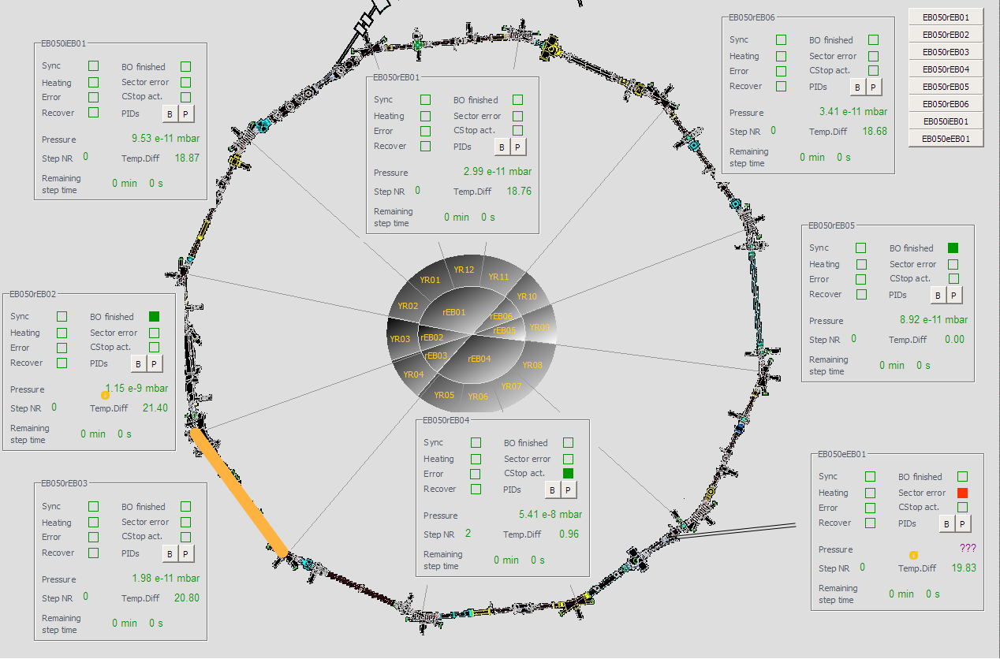 EB050iEB01
Sync BO finished
Heating Sector error
Error CStop act.
Recover PIDs B P
Pressure 9.53 e-11 mbar
Step NR 0 Temp.Diff 18.87
Remaining
step time 0 min 0 s
EB050rEB01
Sync BO finished
Heating Sector error
Error CStop act.
Recover PIDs B P
Pressure 2.99 e-11 mbar
Step NR 0 Temp.Diff 18.76
Remaining
step time 0 min 0 s
EB050rEB06
Sync BO finished
Heating Sector error
Error CStop act.
Recover PIDs B P
Pressure 3.41 e-11 mbar
Step NR 0 Temp.Diff 18.68
Remaining
step time 0 min 0 s
EB050rEB01
EB050rEB02
EB050rEB03
EB050rEB04
EB050rEB05
EB050rEB06
EB050iEB01
EB050eEB01
EB050rEB05
Sync BO finished
Heating Sector error
Error CStop act.
Recover PIDs B P
Pressure 8.92 e-11 mbar
Step NR 0 Temp.Diff 0.00
Remaining
step time 0 min 0 s
YR12
YR01 YR11
YR02 YR10
rEB01 rEB06
YR03 rEB02 rEB05 YR09
rEB03 rEB04
YR04 YR08
YR05 YR06 YR07
EB050rEB02
Sync BO finished
Heating Sector error
Error CStop act.
Recover PIDs B P
Pressure 1.15 e-9 mbar
Step NR 0 Temp.Diff 21.40
Remaining
step time 0 min 0 s
EB050rEB04
Sync BO finished
Heating Sector error
Error CStop act.
Recover PIDs B P
Pressure 5.41 e-8 mbar
Step NR 2 Temp.Diff 0.96
Remaining
step time 0 min 0 s
EB050eEB01
Sync BO finished
Heating Sector error
Error CStop act.
Recover PIDs B P
Pressure ???
Step NR 0 Temp.Diff 19.83
Remaining
step time 0 min 0 s
EB050rEB03
Sync BO finished
Heating Sector error
Error CStop act.
Recover PIDs B P
Pressure 1.98 e-11 mbar
Step NR 0 Temp.Diff 20.80
Remaining
step time 0 min 0 s